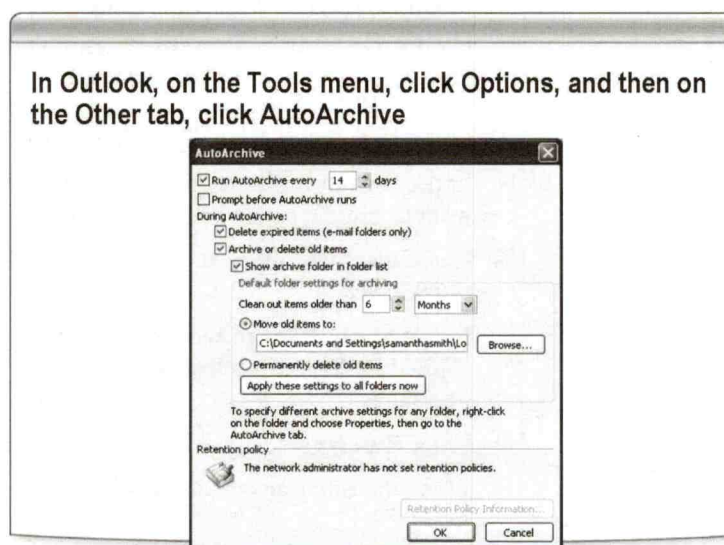 In Outlook, on the Tools menu, click Options, and then on
the Other tab, click AutoArchive
AutoArchive
Run AutoArchive every 14 days
Prompt before AutoArchive runs
During AutoArchive:
Delete expired items (e-mail folders only)
Archive or delete old items
Show archive folder in folder list
Default folder settings for archiving
Clean out items older than 6 Months
Move old items to:
C:\Documents and Settings\samanthasmith\Lo Browse...
Permanently delete old items
Apply these settings to all folders now
To specify different archive settings for any folder, right-click
on the folder and choose Properties, then go to the
AutoArchive tab.
Retention policy
The network administrator has not set retention policies.
Retention Policy Information...
OK Cancel